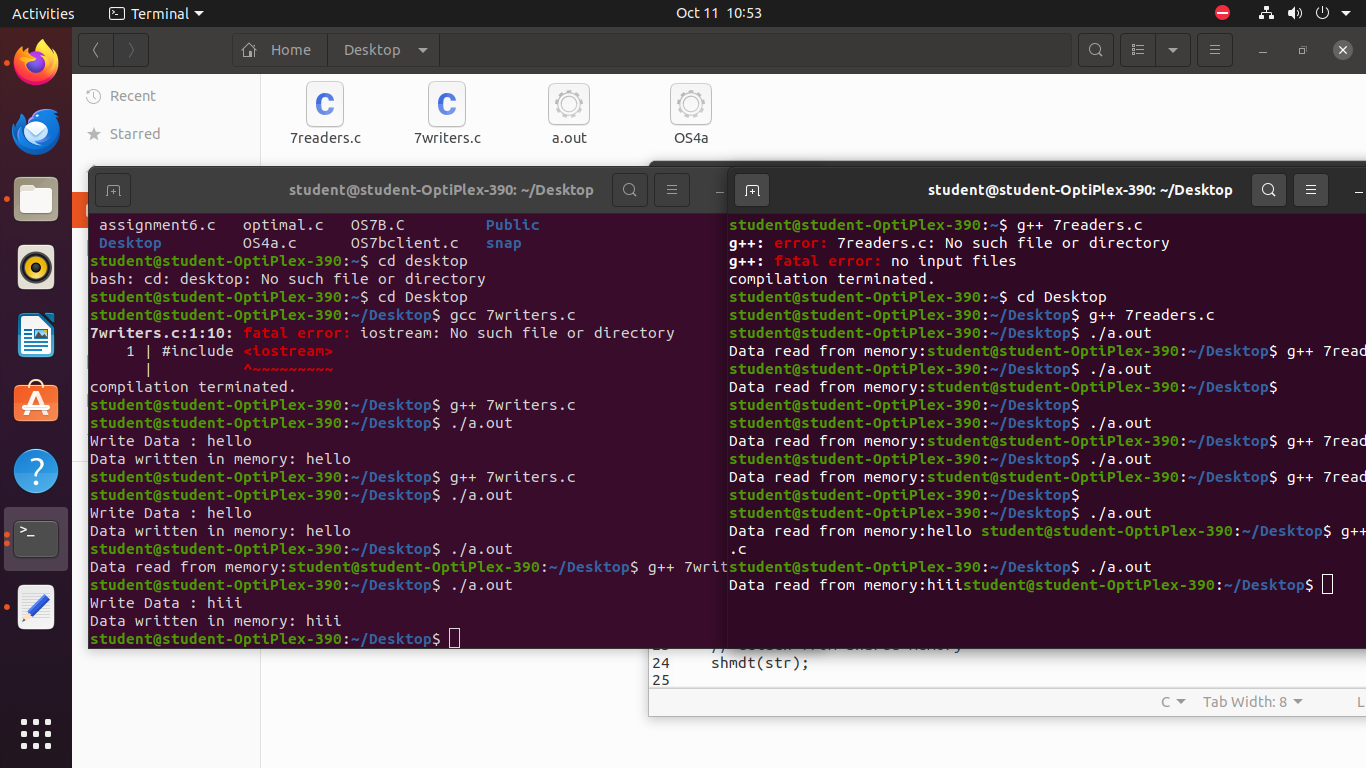 Activities
Terminal
Oct 11 10:53
Home
Desktop
Recent
Starred
7readers.c
7writers.c
a.out
OS4a
student@student-OptiPlex-390: ~/Desktop
assignment6.c optimal.c OS7B.C Public
Desktop OS4a.c OS7bclient.c snap
student@student-OptiPlex-390:~$ cd desktop
bash: cd: desktop: No such file or directory
student@student-OptiPlex-390:~$ cd Desktop
student@student-OptiPlex-390:~/Desktop$ gcc 7writers.c
7writers.c:1:10: fatal error: iostream: No such file or directory
1 | #include <iostream>
| ^~~~~~~~~~
compilation terminated.
student@student-OptiPlex-390:~/Desktop$ g++ 7writers.c
student@student-OptiPlex-390:~/Desktop$ ./a.out
Write Data : hello
Data written in memory: hello
student@student-OptiPlex-390:~/Desktop$ g++ 7writers.c
student@student-OptiPlex-390:~/Desktop$ ./a.out
Write Data : hello
Data written in memory: hello
student@student-OptiPlex-390:~/Desktop$ ./a.out
Data read from memory:student@student-OptiPlex-390:~/Desktop$ g++ 7writ
student@student-OptiPlex-390:~/Desktop$ ./a.out
Write Data : hiii
Data written in memory: hiii
student@student-OptiPlex-390:~/Desktop$
student@student-OptiPlex-390: ~/Desktop
student@student-OptiPlex-390:~$ g++ 7readers.c
g++: error: 7readers.c: No such file or directory
g++: fatal error: no input files
compilation terminated.
student@student-OptiPlex-390:~$ cd Desktop
student@student-OptiPlex-390:~/Desktop$ g++ 7readers.c
student@student-OptiPlex-390:~/Desktop$ ./a.out
Data read from memory:student@student-OptiPlex-390:~/Desktop$ g++ 7read
student@student-OptiPlex-390:~/Desktop$ ./a.out
Data read from memory:student@student-OptiPlex-390:~/Desktop$
student@student-OptiPlex-390:~/Desktop$
student@student-OptiPlex-390:~/Desktop$ ./a.out
Data read from memory:student@student-OptiPlex-390:~/Desktop$ g++ 7read
student@student-OptiPlex-390:~/Desktop$ ./a.out
Data read from memory:student@student-OptiPlex-390:~/Desktop$ g++ 7read
student@student-OptiPlex-390:~/Desktop$
student@student-OptiPlex-390:~/Desktop$ ./a.out
Data read from memory:hello student@student-OptiPlex-390:~/Desktop$ g++
.c
student@student-OptiPlex-390:~/Desktop$ ./a.out
Data read from memory:hiiistudent@student-OptiPlex-390:~/Desktop$
24 shmdt(str);
25
C
Tab Width: 8
L